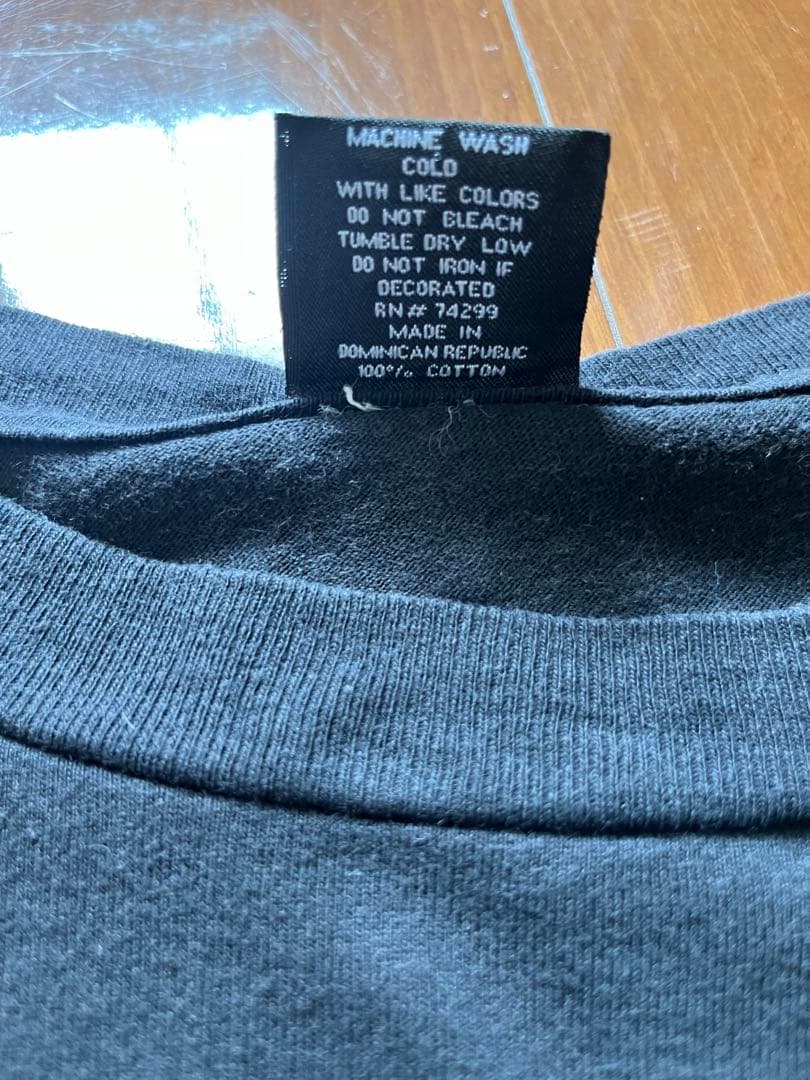 MACHINE WASH
COLD
WITH LIKE COLORS
DO NOT BLEACH
TUMBLE DRY LOW
DO NOT IRON IF
DECORATED
RN# 74299
MADE IN
DOMINICAN REPUBLIC
100% COTTON